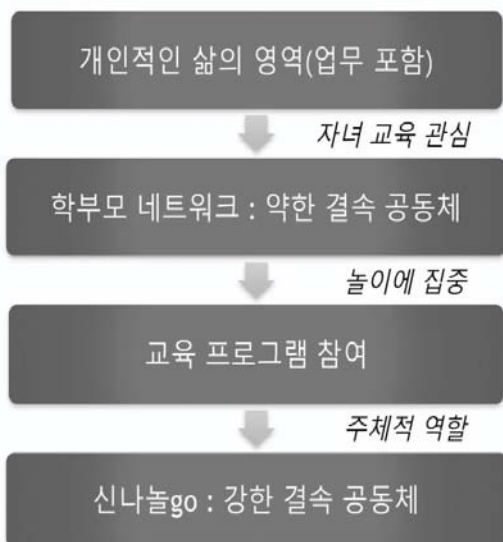 개인적인 삶의 영역(업무 포함)
자녀 교육 관심
학부모 네트워크 : 약한 결속 공동체
놀이에 집중
교육 프로그램 참여
주체적 역할
신나놀go : 강한 결속 공동체